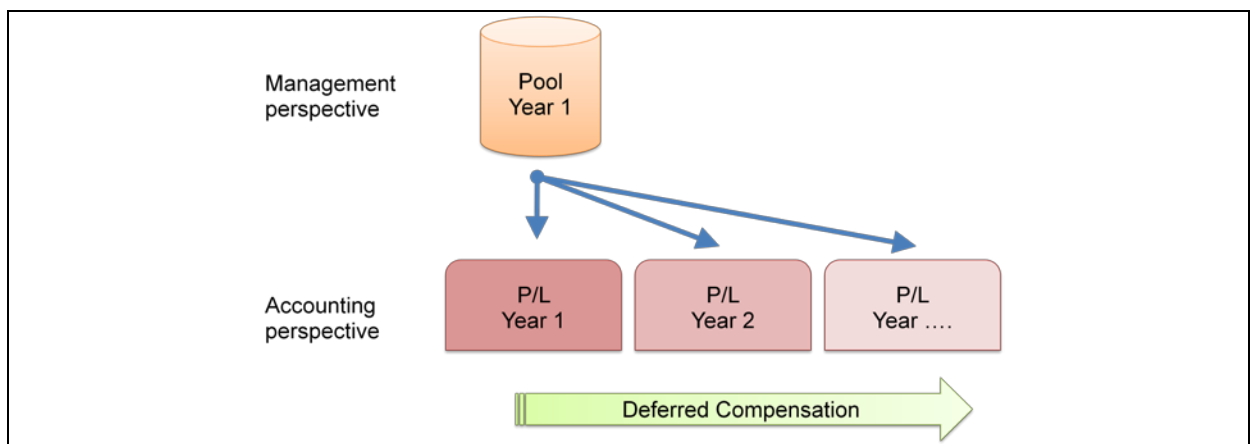 Management
perspective
Pool
Year 1
Accounting
perspective
P/L
Year 1
P/L
Year 2
P/L
Year ....
Deferred Compensation